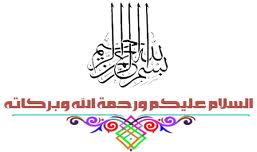 بسم الله الرحمن الرحيم
السلام عليكم ورحمة الله وبركاته